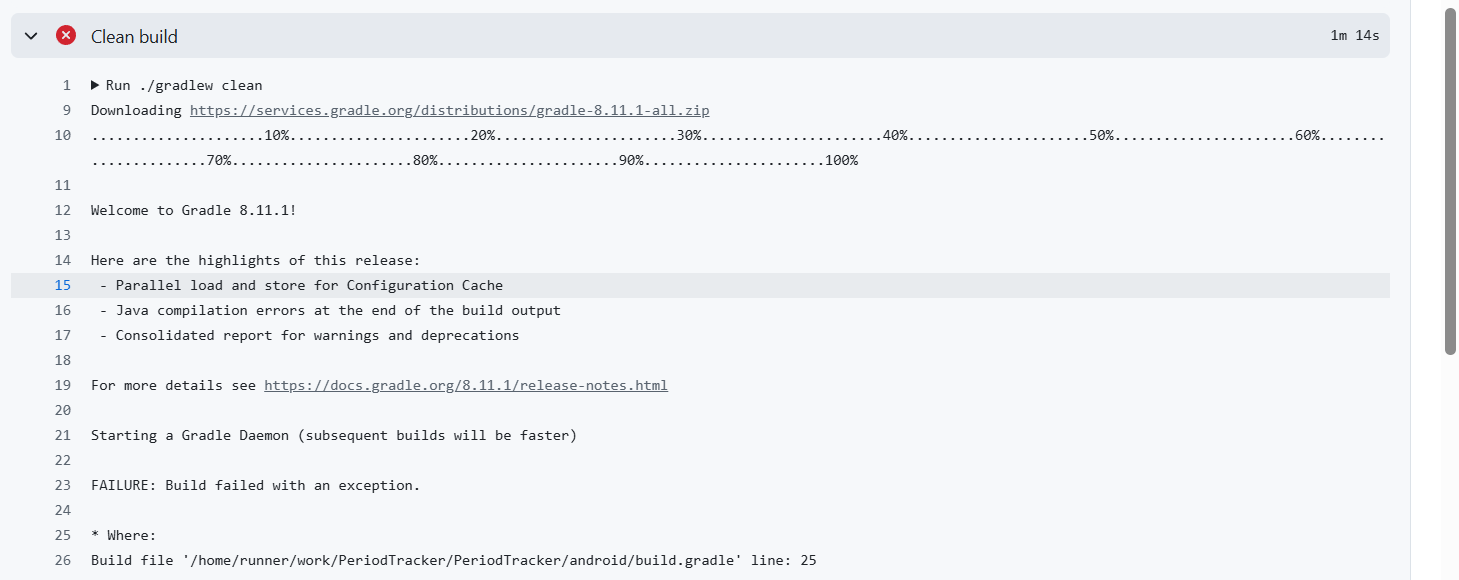 Clean build 1m 14s
1 Run ./gradlew clean
9 Downloading https://services.gradle.org/distributions/gradle-8.11.1-all.zip
10 .....................10%......................20%......................30%......................40%......................50%......................60%........
..............70%......................80%......................90%......................100%
11
12 Welcome to Gradle 8.11.1!
13
14 Here are the highlights of this release:
15 - Parallel load and store for Configuration Cache
16 - Java compilation errors at the end of the build output
17 - Consolidated report for warnings and deprecations
18
19 For more details see https://docs.gradle.org/8.11.1/release-notes.html
20
21 Starting a Gradle Daemon (subsequent builds will be faster)
22
23 FAILURE: Build failed with an exception.
24
25 * Where:
26 Build file '/home/runner/work/PeriodTracker/PeriodTracker/android/build.gradle' line: 25